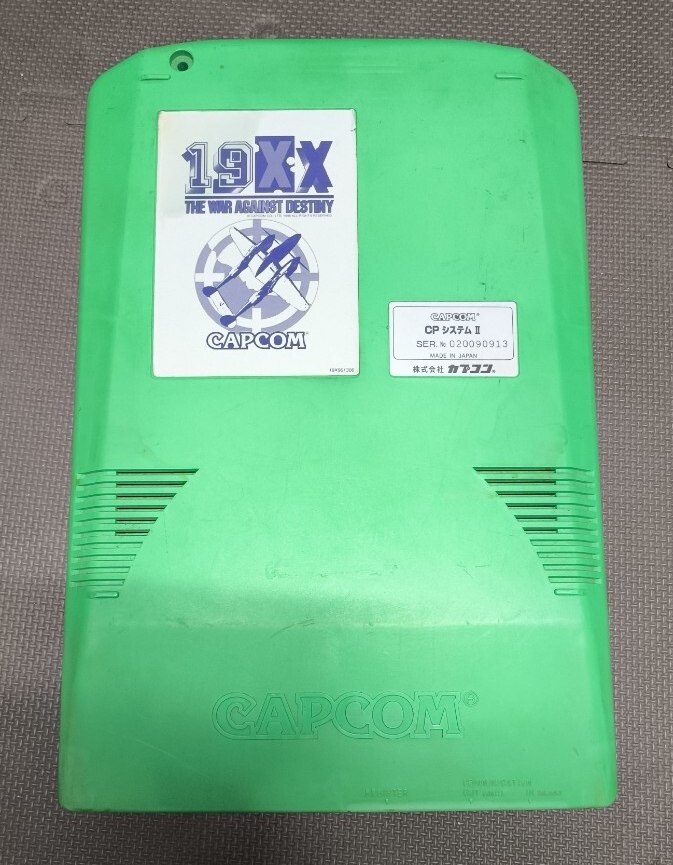 19XX
THE WAR AGAINST DESTINY
CAPCOM®
CAPCOM®
CP システム II
SER. № 020090913
MADE IN JAPAN
株式会社 カプコン®
CAPCOM®